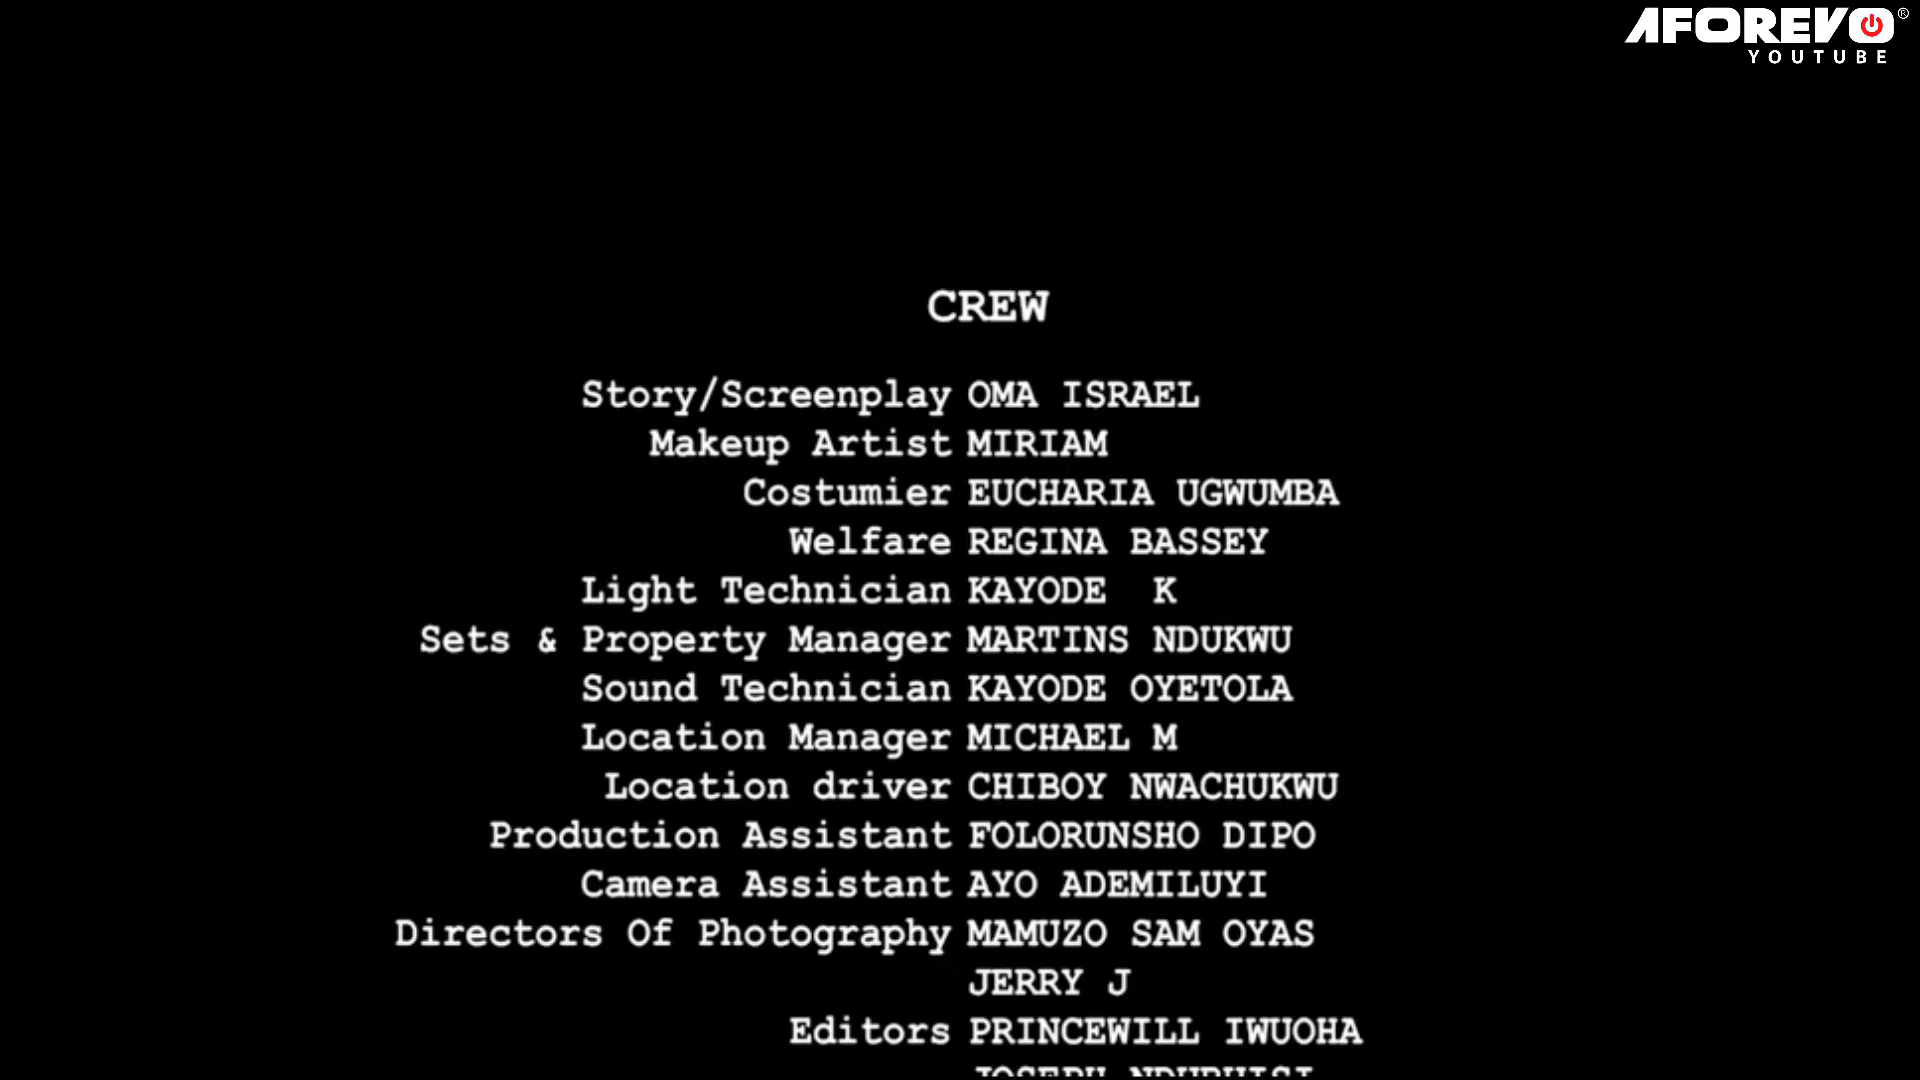 AFOREVO®
YOUTUBE
CREW
Story/Screenplay OMA ISRAEL
Makeup Artist MIRIAM
Costumier EUCHARIA UGWUMBA
Welfare REGINA BASSEY
Light Technician KAYODE  K
Sets & Property Manager MARTINS NDUKWU
Sound Technician KAYODE OYETOLA
Location Manager MICHAEL M
Location driver CHIBOY NWACHUKWU
Production Assistant FOLORUNSHO DIPO
Camera Assistant AYO ADEMILUYI
Directors Of Photography MAMUZO SAM OYAS
JERRY J
Editors PRINCEWILL IWUOHA
JOSEPH